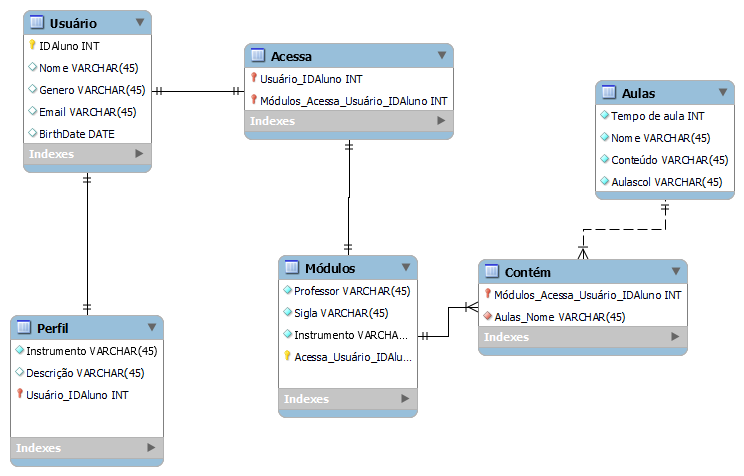 Usuário
IDAluno INT
Nome VARCHAR(45)
Genero VARCHAR(45)
Email VARCHAR(45)
BirthDate DATE
Indexes
Acessa
Usuário_IDAluno INT
Módulos_Acessa_Usuário_IDAluno INT
Indexes
Aulas
Tempo de aula INT
Nome VARCHAR(45)
Conteúdo VARCHAR(45)
Aulascol VARCHAR(45)
Perfil
Instrumento VARCHAR(45)
Descrição VARCHAR(45)
Usuário_IDAluno INT
Indexes
Módulos
Professor VARCHAR(45)
Sigla VARCHAR(45)
Instrumento VARCHA...
Acessa_Usuário_IDAlu...
Indexes
Contém
Módulos_Acessa_Usuário_IDAluno INT
Aulas_Nome VARCHAR(45)
Indexes